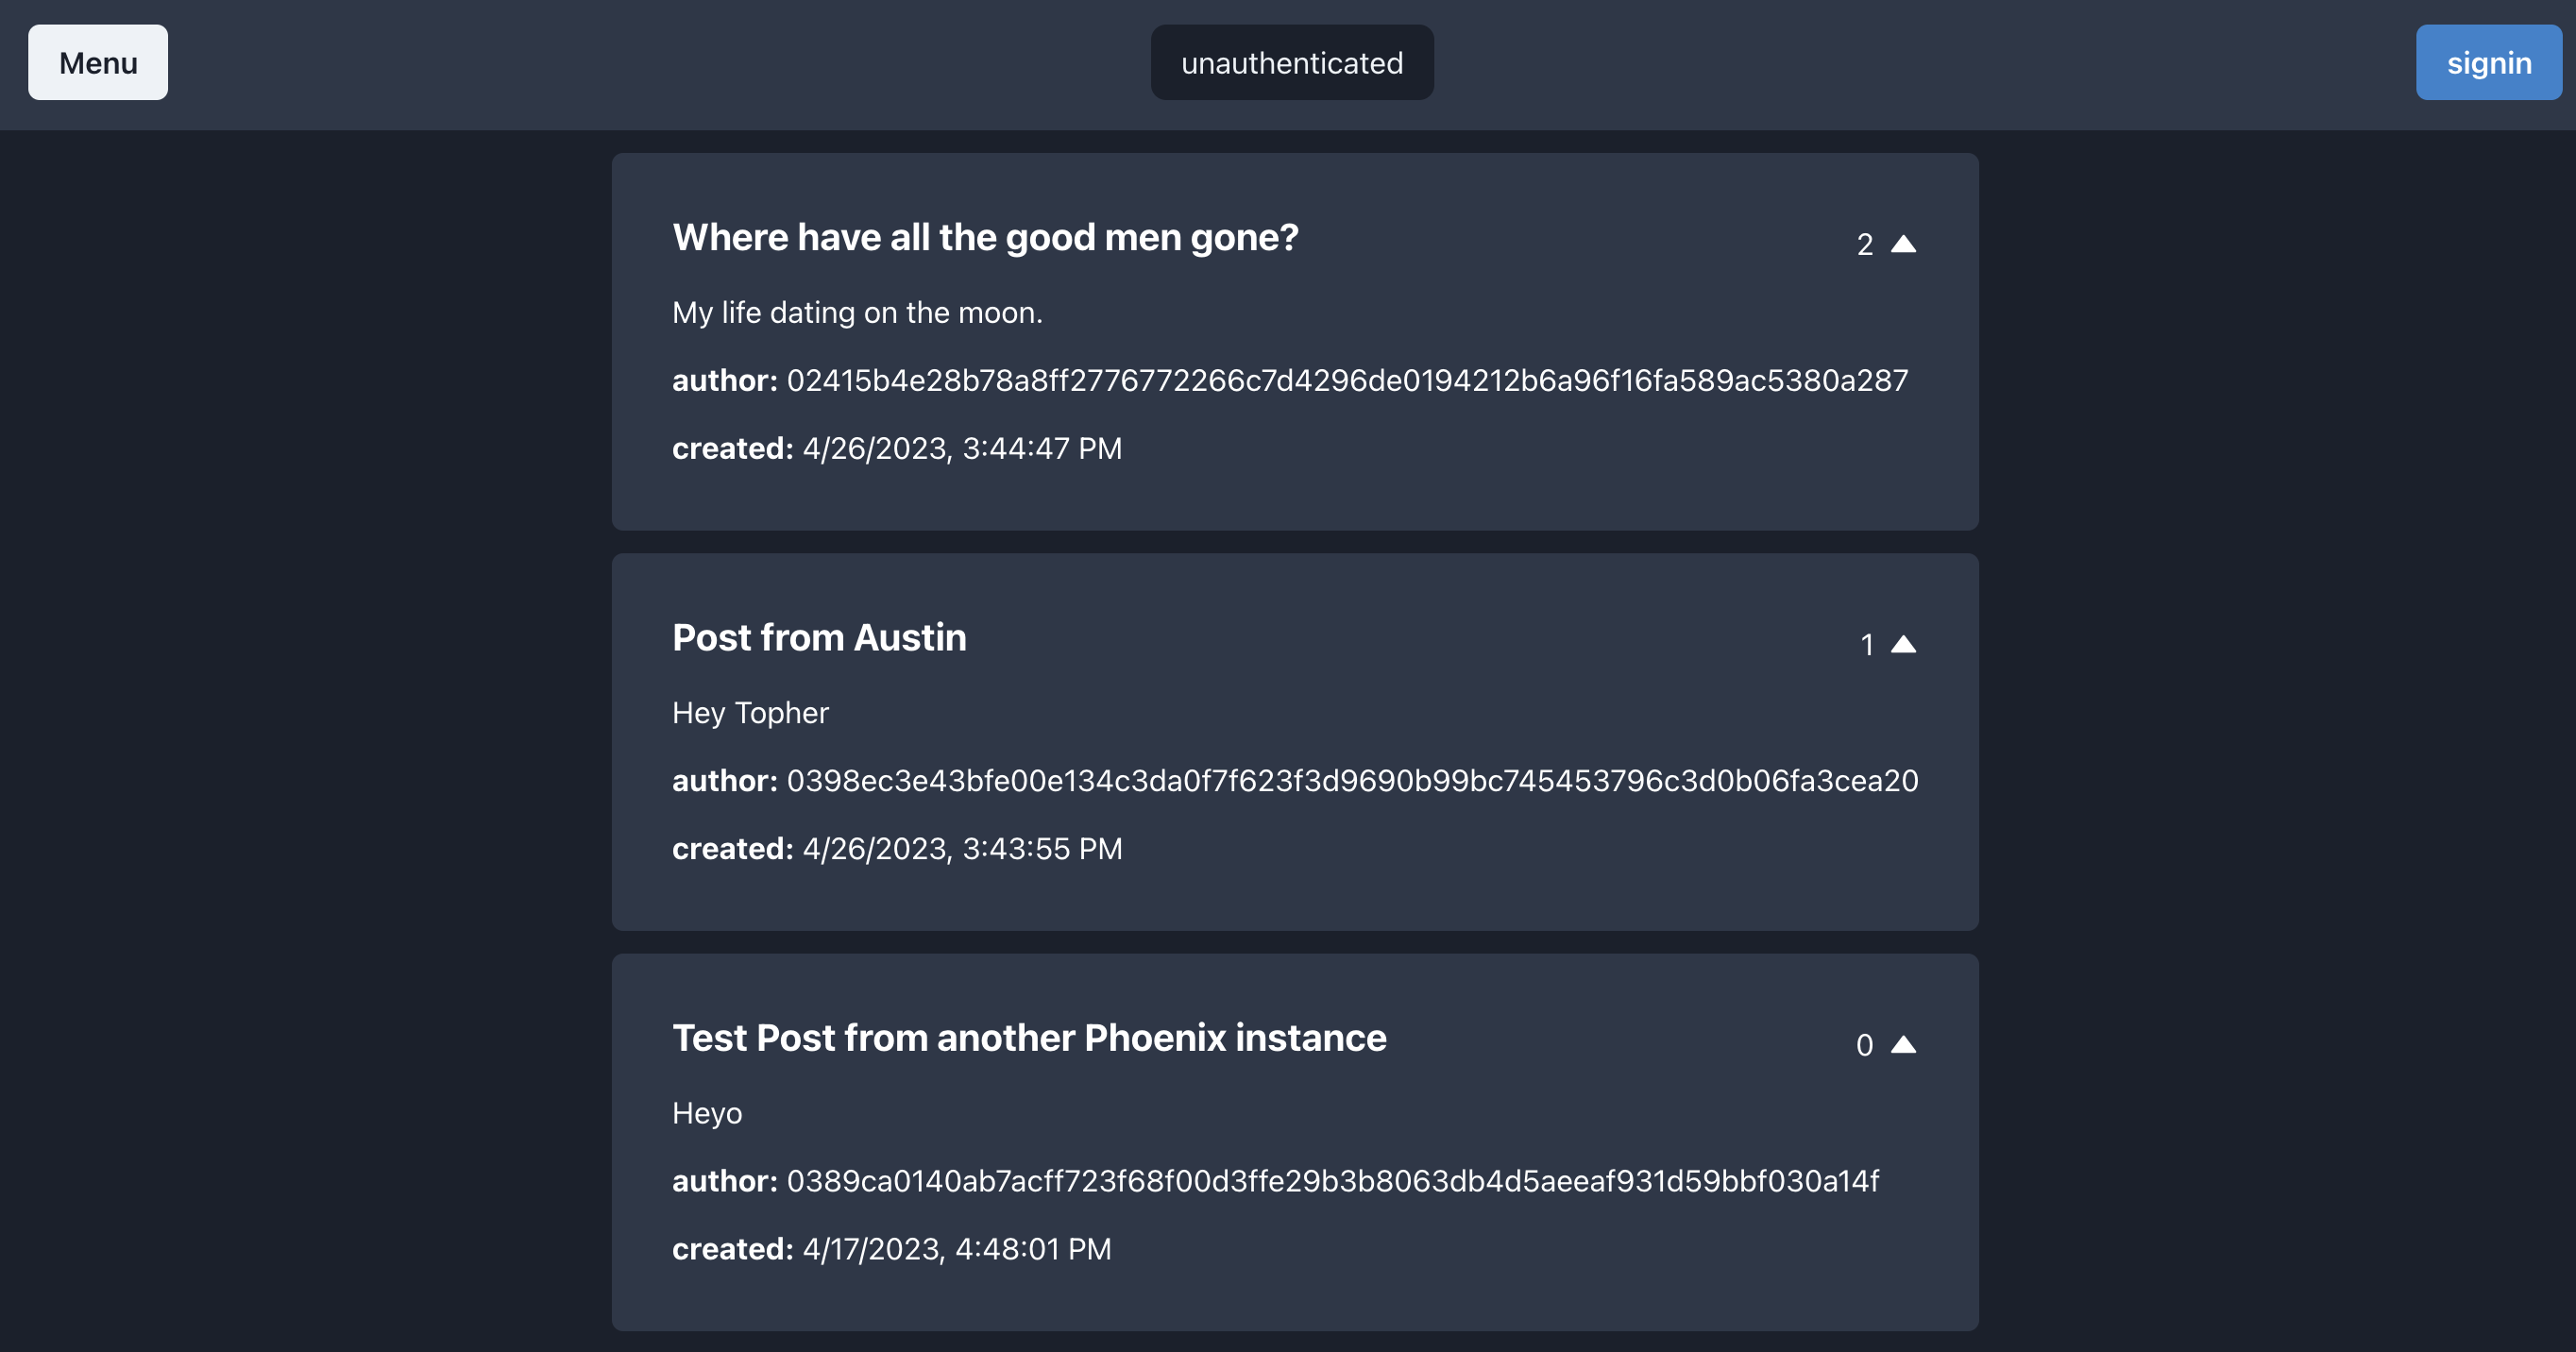 Menu
unauthenticated
signin
Where have all the good men gone?
2
My life dating on the moon.
author: 02415b4e28b78a8ff2776772266c7d4296de0194212b6a96f16fa589ac5380a287
created: 4/26/2023, 3:44:47 PM
Post from Austin
1
Hey Topher
author: 0398ec3e43bfe00e134c3da0f7f623f3d9690b99bc745453796c3d0b06fa3cea20
created: 4/26/2023, 3:43:55 PM
Test Post from another Phoenix instance
0
Heyo
author: 0389ca0140ab7acff723f68f00d3ffe29b3b8063db4d5aeeaf931d59bbf030a14f
created: 4/17/2023, 4:48:01 PM